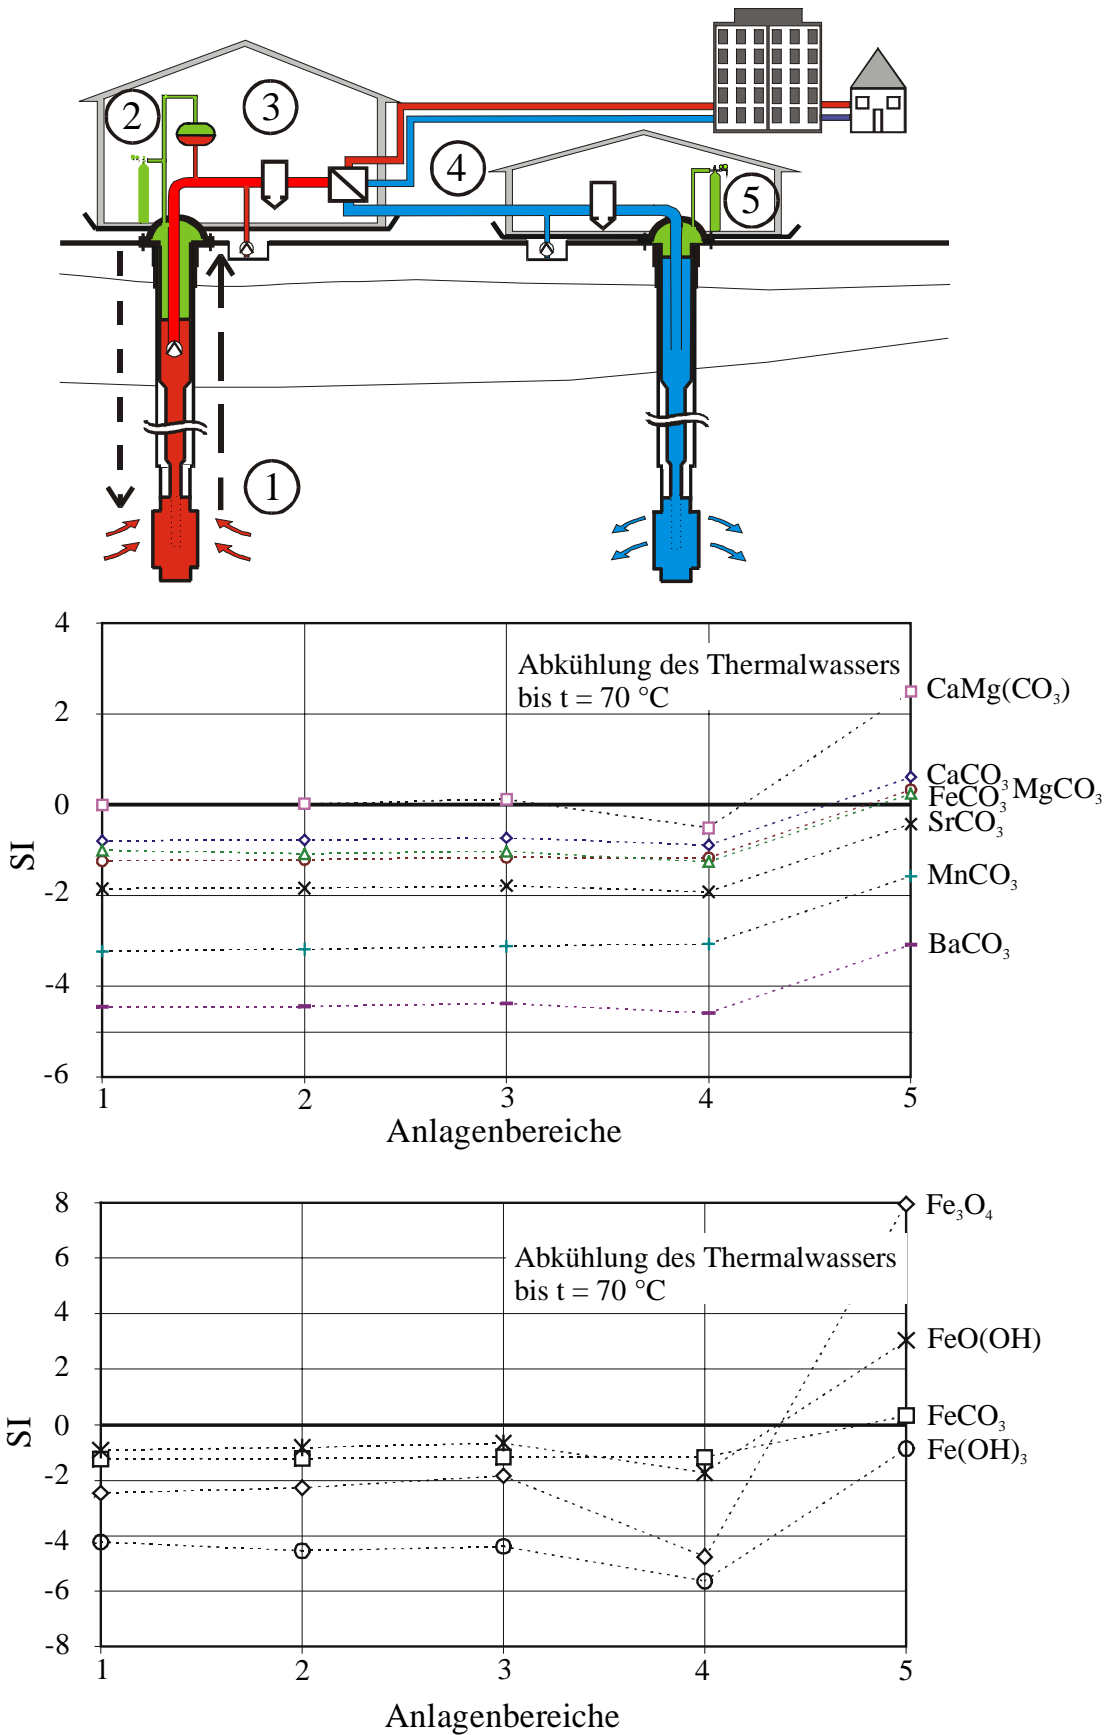 2
3
4
5
1
4
2
0
-2
-4
-6
SI
Abkühlung des Thermalwassers
bis t = 70 °C
CaMg(CO₃)
CaCO₃
FeCO₃ MgCO₃
SrCO₃
MnCO₃
BaCO₃
1 2 3 4 5
Anlagenbereiche
8
6
4
2
0
-2
-4
-6
-8
SI
Abkühlung des Thermalwassers
bis t = 70 °C
Fe₃O₄
FeO(OH)
FeCO₃
Fe(OH)₃
1 2 3 4 5
Anlagenbereiche